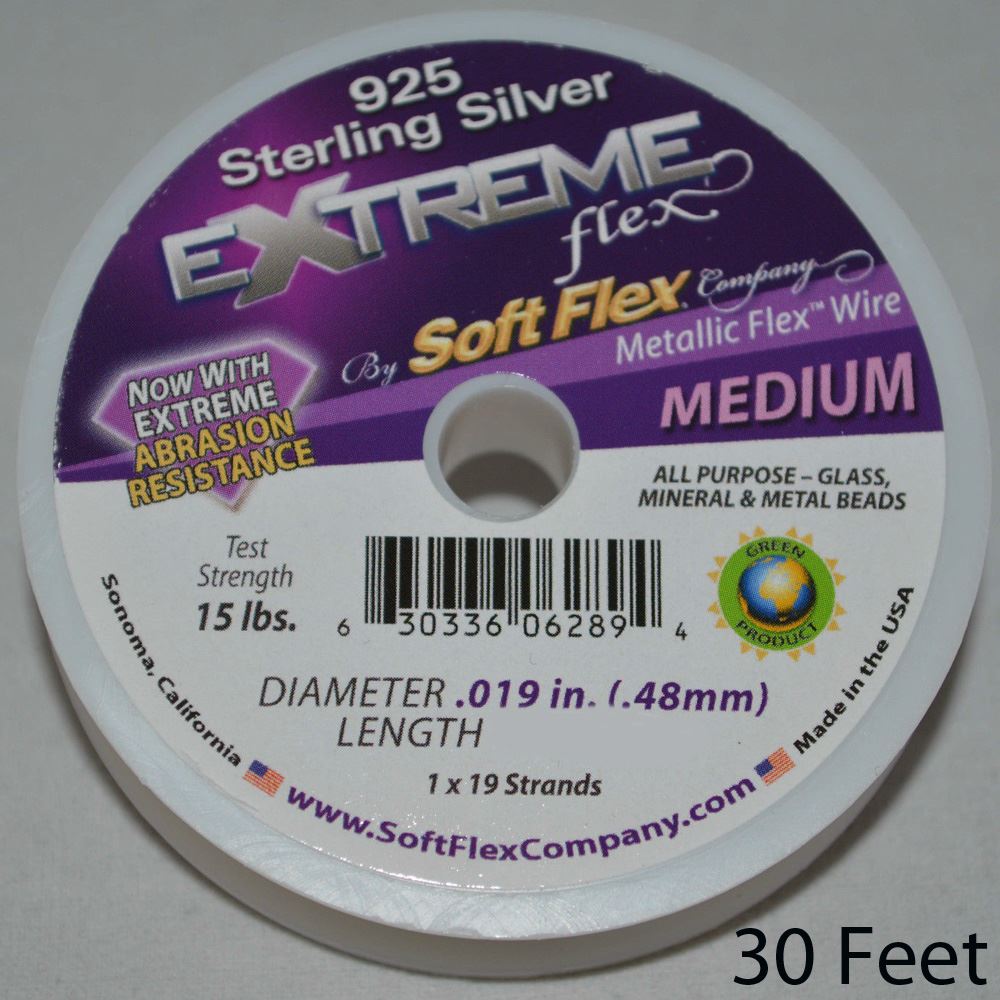 925
Sterling Silver
EXTREME
flex
By Soft Flex® Company
Metallic Flex™ Wire
MEDIUM
NOW WITH
EXTREME
ABRASION
RESISTANCE
ALL PURPOSE – GLASS,
MINERAL & METAL BEADS
Test
Strength
15 lbs.
6 30336 06289 4
GREEN
PRODUCT
DIAMETER .019 in. (.48mm)
LENGTH
1 x 19 Strands
Sonoma, California
www.SoftFlexCompany.com
Made in the USA
30 Feet